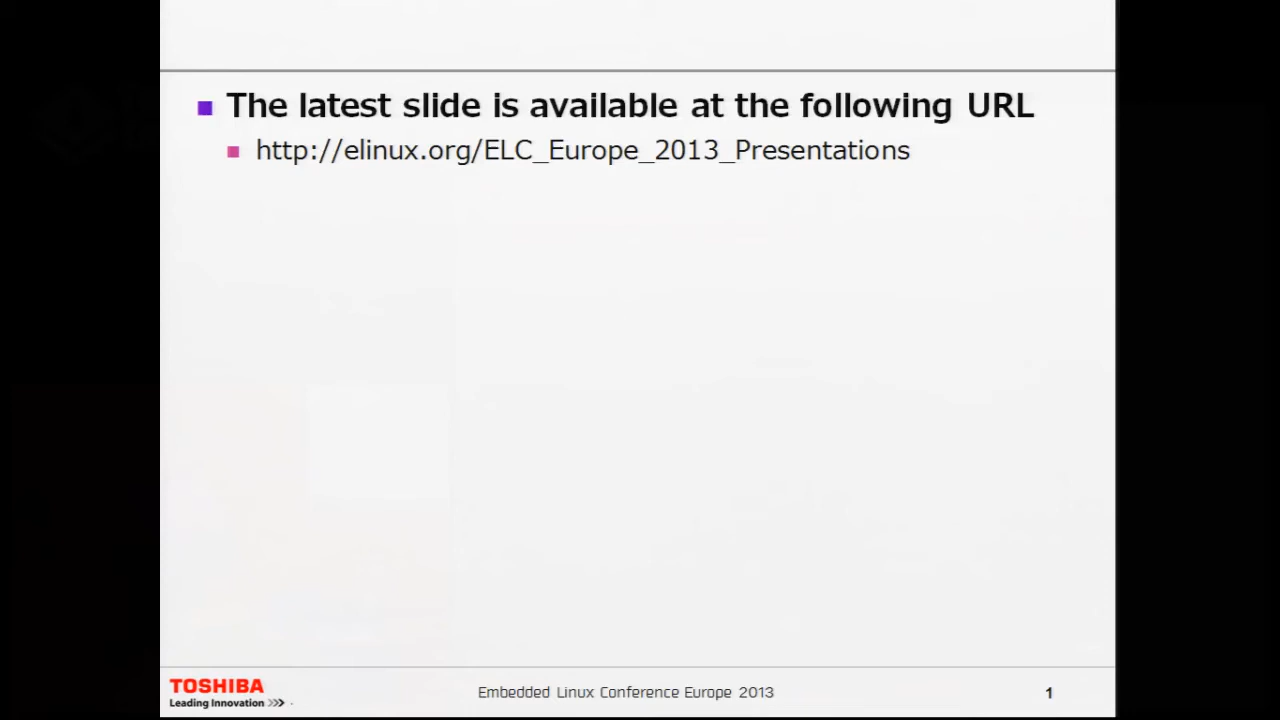 The latest slide is available at the following URL
http://elinux.org/ELC_Europe_2013_Presentations
TOSHIBA
Leading Innovation >>>
Embedded Linux Conference Europe 2013
1